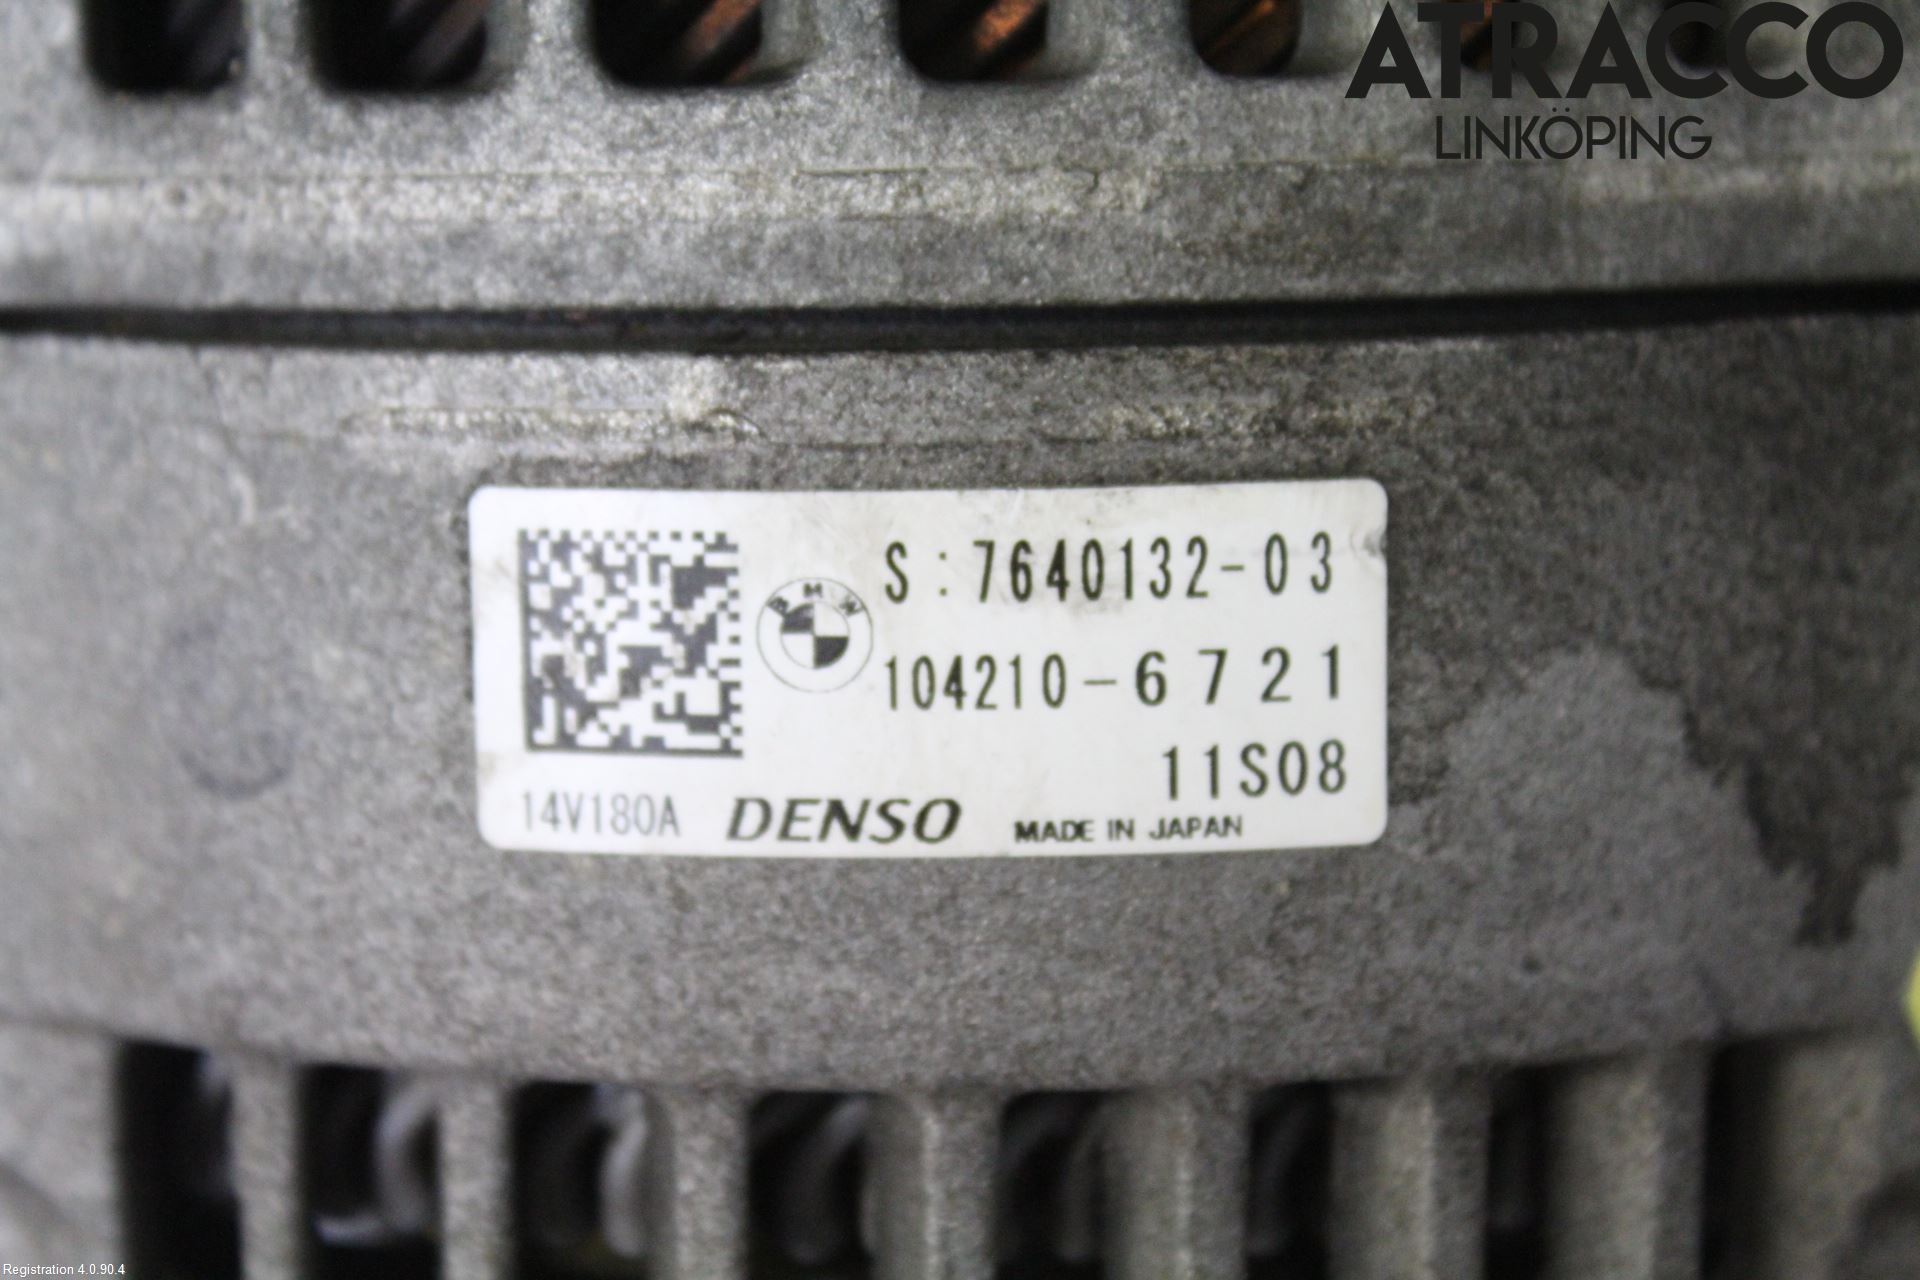 ATRACCO
LINKÖPING
S:7640132-03
BMW
104210-6721
11S08
14V180A DENSO MADE IN JAPAN
Registration 4.0.90.4